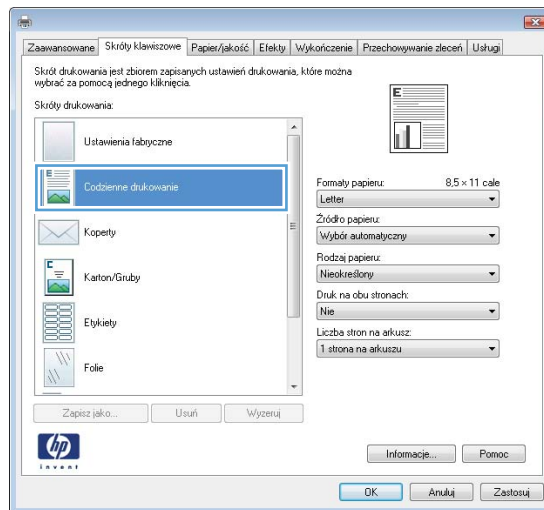 Zaawansowane Skróty klawiszowe Papier/jakość Efekty Wykończenie Przechowywanie zleceń Usługi
Skrót drukowania jest zbiorem zapisanych ustawień drukowania, które można
wybrać za pomocą jednego kliknięcia.
Skróty drukowania:
Ustawienia fabryczne
Codzienne drukowanie
Koperty
Karton/Gruby
Etykiety
Folie
E
Formaty papieru: 8,5 × 11 cale
Letter
Źródło papieru:
Wybór automatyczny
Rodzaj papieru:
Nieokreślony
Druk na obu stronach:
Nie
Liczba stron na arkusz:
1 strona na arkuszu
Zapisz jako... Usuń Wyzeruj
hp
invent
Informacje... Pomoc
OK Anuluj Zastosuj